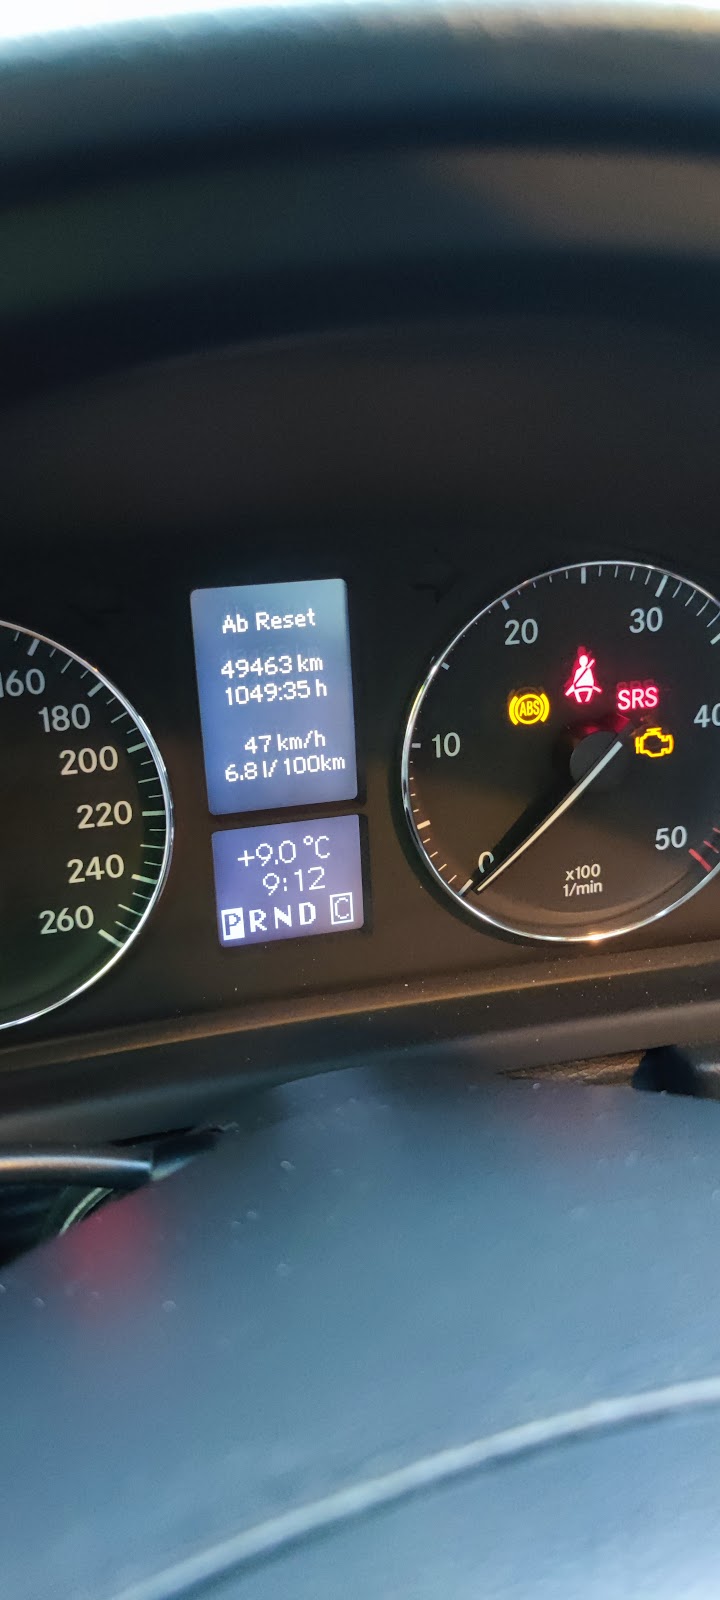 160
180
200
220
240
260
Ab Reset
49463 km
1049:35 h
47 km/h
6.8 l/100km
+9.0 °C
9:12
P R N D C
0
10
20
30
40
50
ABS
SRS
x100
1/min